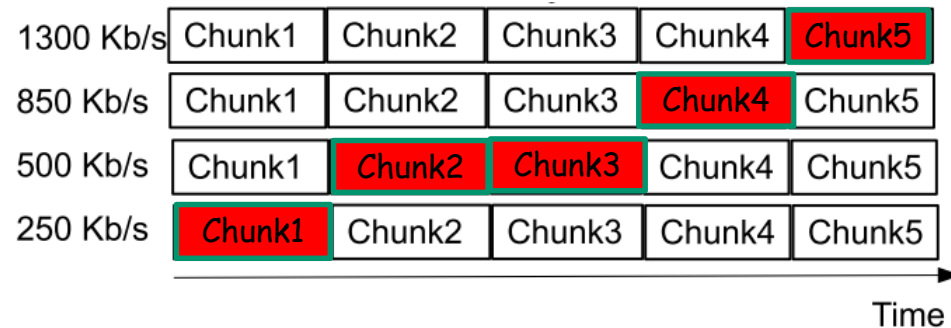 1300 Kb/s Chunk1 Chunk2 Chunk3 Chunk4 Chunk5
850 Kb/s Chunk1 Chunk2 Chunk3 Chunk4 Chunk5
500 Kb/s Chunk1 Chunk2 Chunk3 Chunk4 Chunk5
250 Kb/s Chunk1 Chunk2 Chunk3 Chunk4 Chunk5
Time